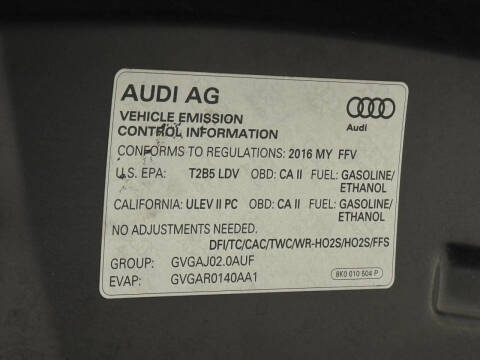 AUDI AG
Audi
VEHICLE EMISSION
CONTROL INFORMATION
CONFORMS TO REGULATIONS: 2016 MY FFV
U.S. EPA: T2B5 LDV OBD: CA II FUEL: GASOLINE/
ETHANOL
CALIFORNIA: ULEV II PC OBD: CA II FUEL: GASOLINE/
ETHANOL
NO ADJUSTMENTS NEEDED.
DFI/TC/CAC/TWC/WR-HO2S/HO2S/FFS
GROUP: GVGAJ02.0AUF
EVAP: GVGAR0140AA1
8K0 010 504 P